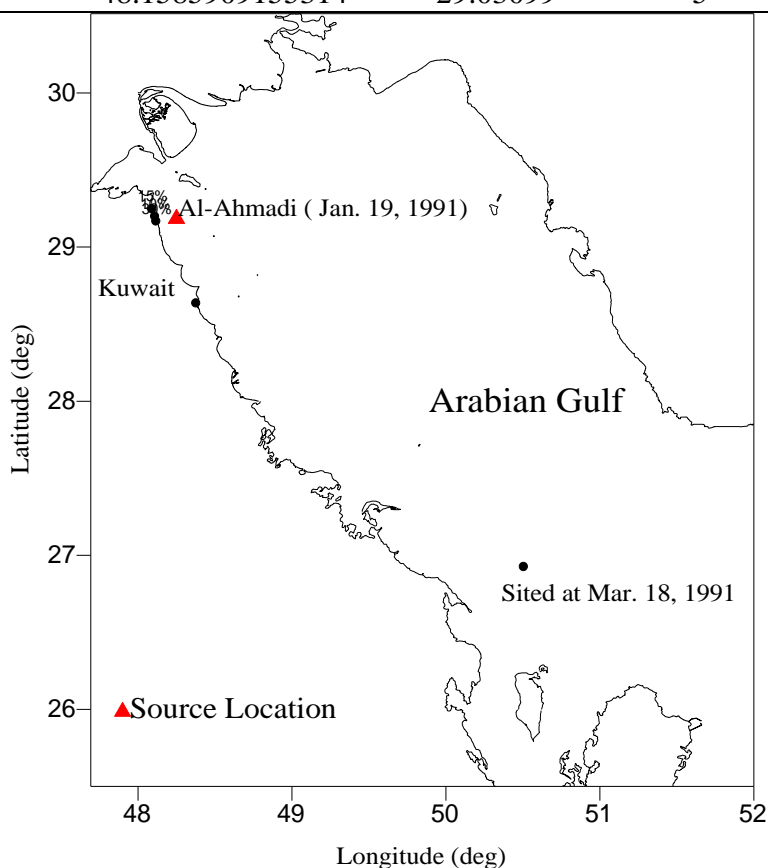 30
Al-Ahmadi ( Jan. 19, 1991)
29
Kuwait
28
Arabian Gulf
27
Sited at Mar. 18, 1991
26
Source Location
48 49 50 51 52
Latitude (deg)
Longitude (deg)